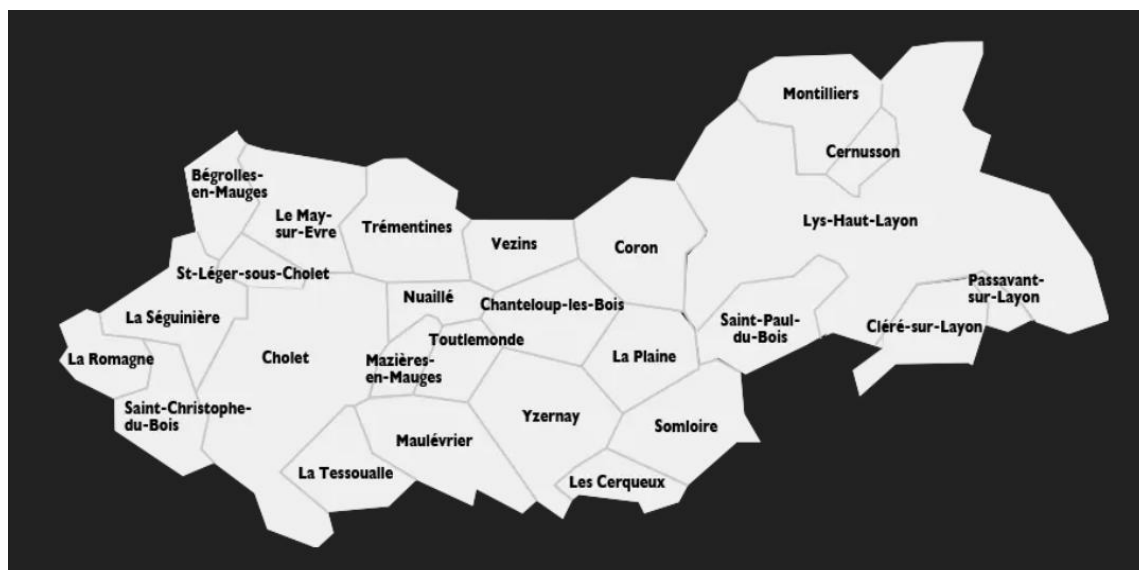 Montilliers
Cernusson
Bégrolles-
en-Mauges
Le May-
sur-Evre
Trémentines
Vezins
Coron
Lys-Haut-Layon
St-Léger-sous-Cholet
Nuaillé
Chanteloup-les-Bois
Passavant-
sur-Layon
La Séguinière
Toutlemonde
Saint-Paul-
du-Bois
Cléré-sur-Layon
La Romagne
Cholet
Mazières-
en-Mauges
La Plaine
Saint-Christophe-
du-Bois
Yzernay
Somloire
Maulévrier
La Tessoualle
Les Cerqueux